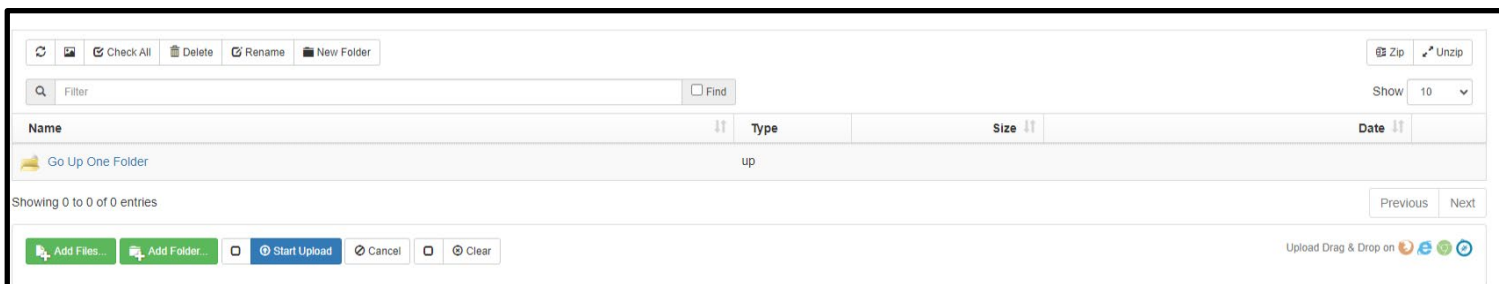 Check All Delete Rename New Folder Zip Unzip
Filter Find Show 10
Name Type Size Date
Go Up One Folder up
Showing 0 to 0 of 0 entries Previous Next
Add Files... Add Folder... Start Upload Cancel Clear Upload Drag & Drop on